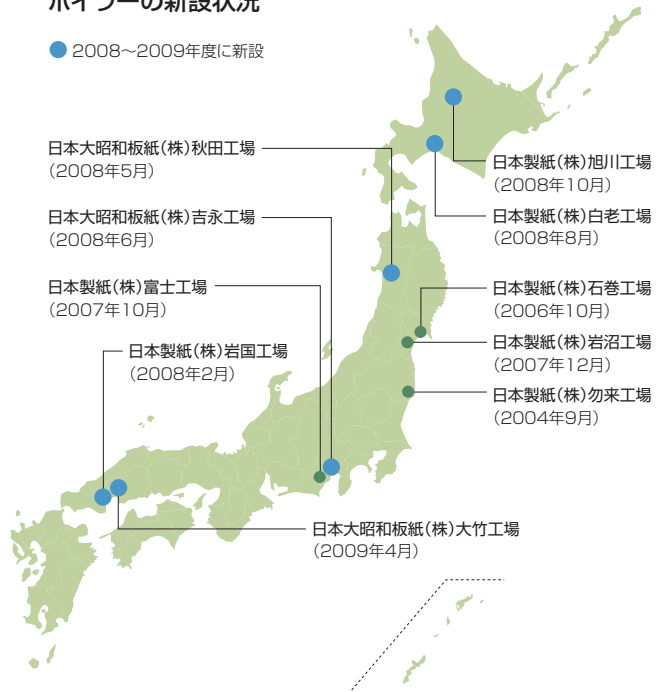 ボイラーの新設状況
2008～2009年度に新設
日本大昭和板紙(株)秋田工場
(2008年5月)
日本大昭和板紙(株)吉永工場
(2008年6月)
日本製紙(株)富士工場
(2007年10月)
日本製紙(株)岩国工場
(2008年2月)
日本製紙(株)旭川工場
(2008年10月)
日本製紙(株)白老工場
(2008年8月)
日本製紙(株)石巻工場
(2006年10月)
日本製紙(株)岩沼工場
(2007年12月)
日本製紙(株)勿来工場
(2004年9月)
日本大昭和板紙(株)大竹工場
(2009年4月)